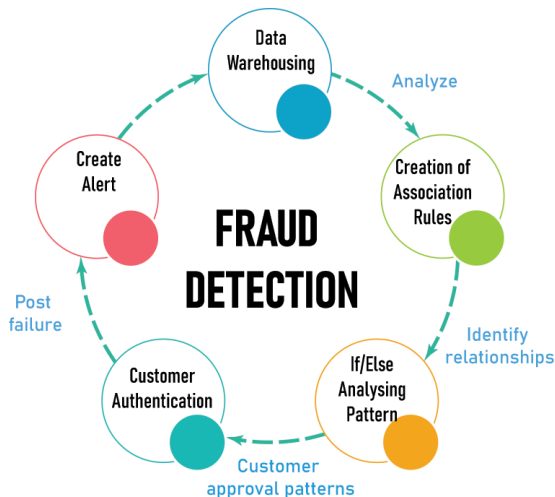 Data
Warehousing
Analyze
Creation of
Association
Rules
Identify
relationships
If/Else
Analysing
Pattern
Customer
approval patterns
Customer
Authentication
Post
failure
Create
Alert
FRAUD
DETECTION